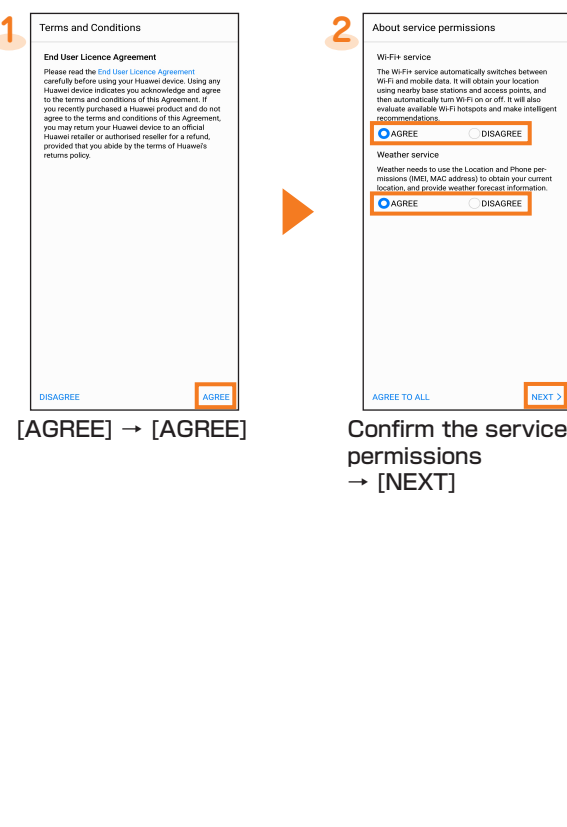 1
Terms and Conditions
End User Licence Agreement
Please read the End User Licence Agreement
carefully before using your Huawei device. Using any
Huawei device indicates you acknowledge and agree
to the terms and conditions of this Agreement. If
you recently purchased a Huawei product and do not
agree to the terms and conditions of this Agreement,
you may return your Huawei device to an official
Huawei retailer or authorised reseller for a refund,
provided that you abide by the terms of Huawei's
returns policy.
DISAGREE
AGREE
[AGREE] → [AGREE]
2
About service permissions
Wi-Fi+ service
The Wi-Fi+ service automatically switches between
Wi-Fi and mobile data. It will obtain your location
using nearby base stations and access points, and
then automatically turn Wi-Fi on or off. It will also
evaluate available Wi-Fi hotspots and make intelligent
recommendations.
AGREE DISAGREE
Weather service
Weather needs to use the Location and Phone per-
missions (IMEI, MAC address) to obtain your current
location, and provide weather forecast information.
AGREE DISAGREE
AGREE TO ALL
NEXT >
Confirm the service
permissions
→ [NEXT]